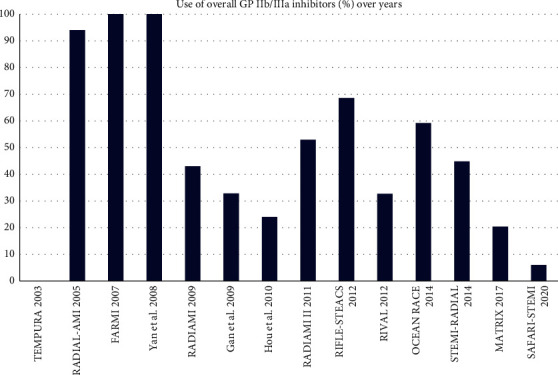 Use of overall GP IIb/IIIa inhibitors (%) over years
100
90
80
70
60
50
40
30
20
10
0
TEMPURA 2003
RADIAL-AMI 2005
FARMI 2007
Yan et al. 2008
RADIAMI 2009
Gan et al. 2009
Hou et al. 2010
RADIAMI II 2011
RIFLE-STEACS
2012
RIVAL 2012
OCEAN RACE
2014
STEMI-RADIAL
2014
MATRIX 2017
SAFARI-STEMI
2020